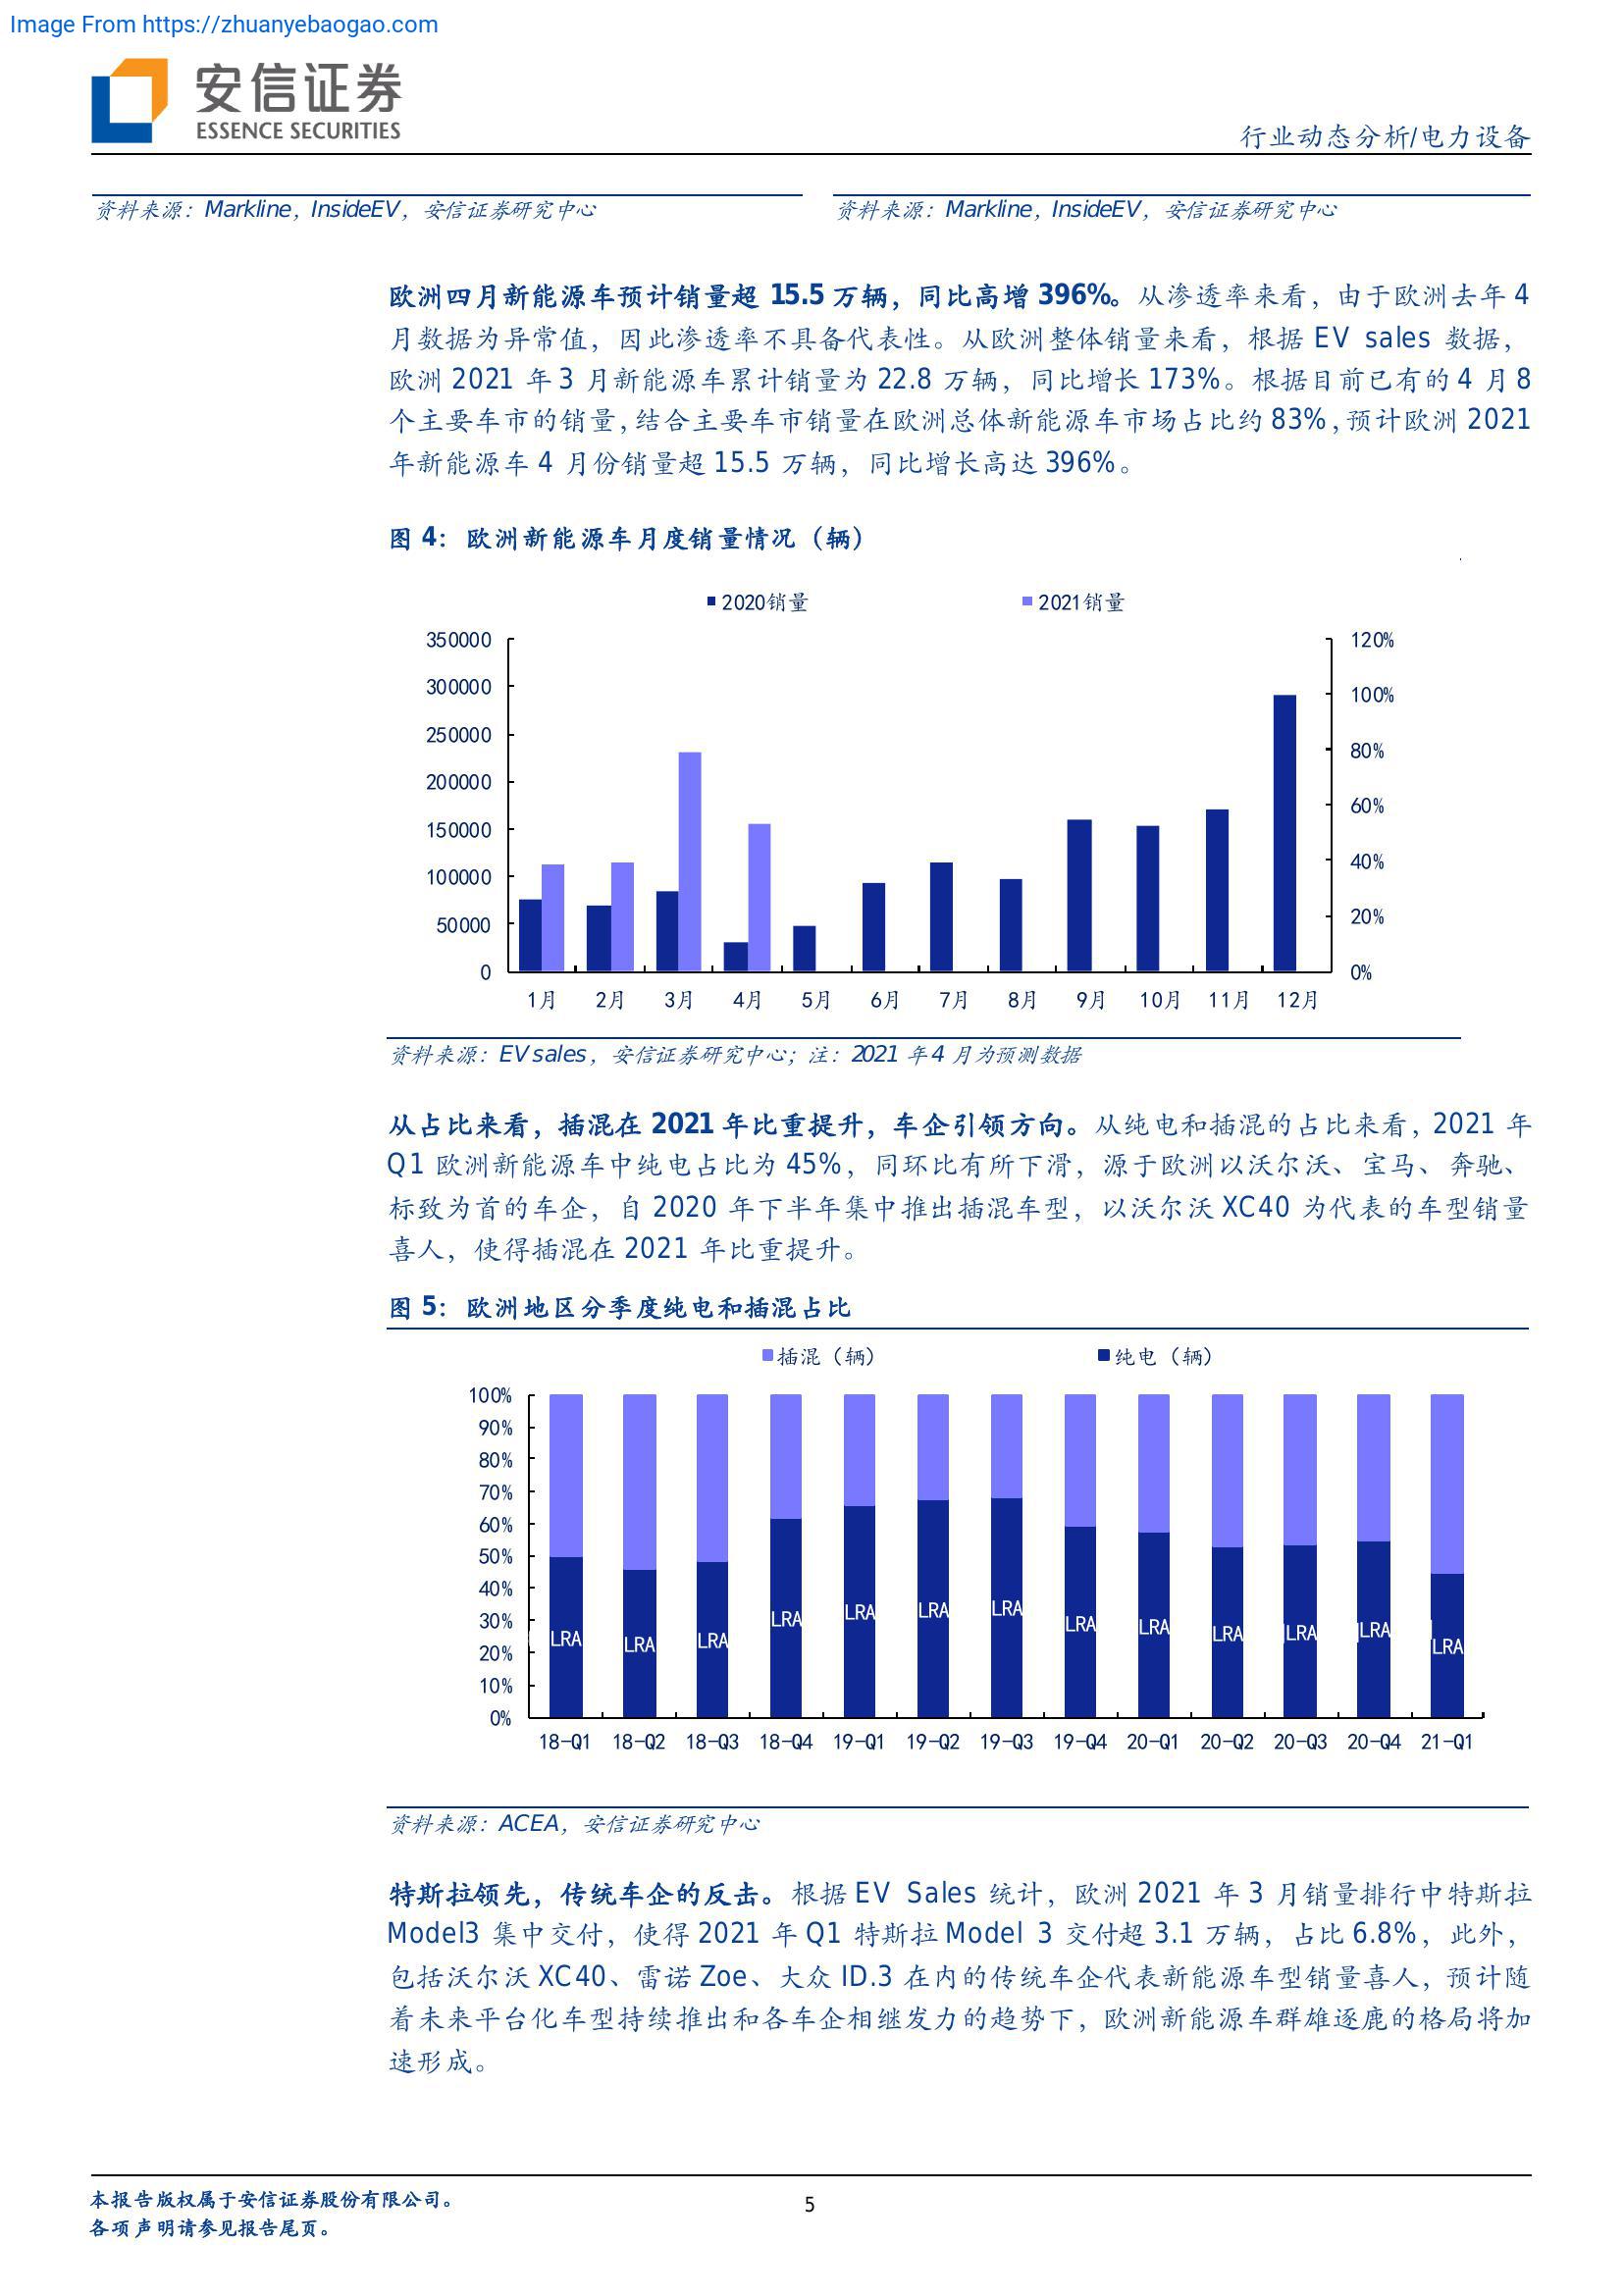 Image From https://zhuanyebaogao.com
安信证券
ESSENCE SECURITIES
行业动态分析/电力设备
资料来源：Markline，InsideEV，安信证券研究中心
资料来源：Markline，InsideEV，安信证券研究中心
欧洲四月新能源车预计销量超 15.5 万辆，同比高增 396%。从渗透率来看，由于欧洲去年 4
月数据为异常值，因此渗透率不具备代表性。从欧洲整体销量来看，根据 EV sales 数据，
欧洲 2021 年 3 月新能源车累计销量为 22.8 万辆，同比增长 173%。根据目前已有的 4 月 8
个主要车市的销量，结合主要车市销量在欧洲总体新能源车市场占比约 83%，预计欧洲 2021
年新能源车 4 月份销量超 15.5 万辆，同比增长高达 396%。
图 4：欧洲新能源车月度销量情况（辆）
2020销量 2021销量
350000
300000
250000
200000
150000
100000
50000
0
120%
100%
80%
60%
40%
20%
0%
1月 2月 3月 4月 5月 6月 7月 8月 9月 10月 11月 12月
资料来源：EV sales，安信证券研究中心；注：2021 年 4 月为预测数据
从占比来看，插混在 2021 年比重提升，车企引领方向。从纯电和插混的占比来看，2021 年
Q1 欧洲新能源车中纯电占比为 45%，同环比有所下滑，源于欧洲以沃尔沃、宝马、奔驰、
标致为首的车企，自 2020 年下半年集中推出插混车型，以沃尔沃 XC40 为代表的车型销量
喜人，使得插混在 2021 年比重提升。
图 5：欧洲地区分季度纯电和插混占比
插混（辆） 纯电（辆）
100%
90%
80%
70%
60%
50%
40%
30%
20%
10%
0%
LRA LRA LRA LRA LRA LRA LRA LRA LRA LRA LRA LRA LRA
18-Q1 18-Q2 18-Q3 18-Q4 19-Q1 19-Q2 19-Q3 19-Q4 20-Q1 20-Q2 20-Q3 20-Q4 21-Q1
资料来源：ACEA，安信证券研究中心
特斯拉领先，传统车企的反击。根据 EV Sales 统计，欧洲 2021 年 3 月销量排行中特斯拉
Model3 集中交付，使得 2021 年 Q1 特斯拉 Model 3 交付超 3.1 万辆，占比 6.8%，此外，
包括沃尔沃 XC40、雷诺 Zoe、大众 ID.3 在内的传统车企代表新能源车型销量喜人，预计随
着未来平台化车型持续推出和各车企相继发力的趋势下，欧洲新能源车群雄逐鹿的格局将加
速形成。
本报告版权属于安信证券股份有限公司。
各项声明请参见报告尾页。
5